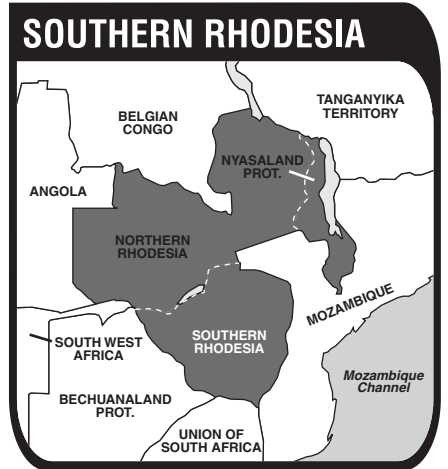 SOUTHERN RHODESIA
BELGIAN
CONGO
TANGANYIKA
TERRITORY
NYASALAND
PROT.
ANGOLA
NORTHERN
RHODESIA
MOZAMBIQUE
SOUTH WEST
AFRICA
SOUTHERN
RHODESIA
Mozambique
Channel
BECHUANALAND
PROT.
UNION OF
SOUTH AFRICA